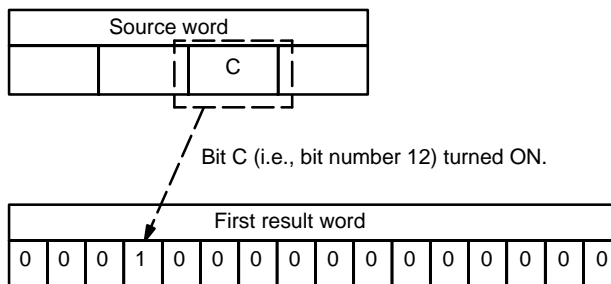 Source word
C
Bit C (i.e., bit number 12) turned ON.
First result word
0 0 0 1 0 0 0 0 0 0 0 0 0 0 0 0